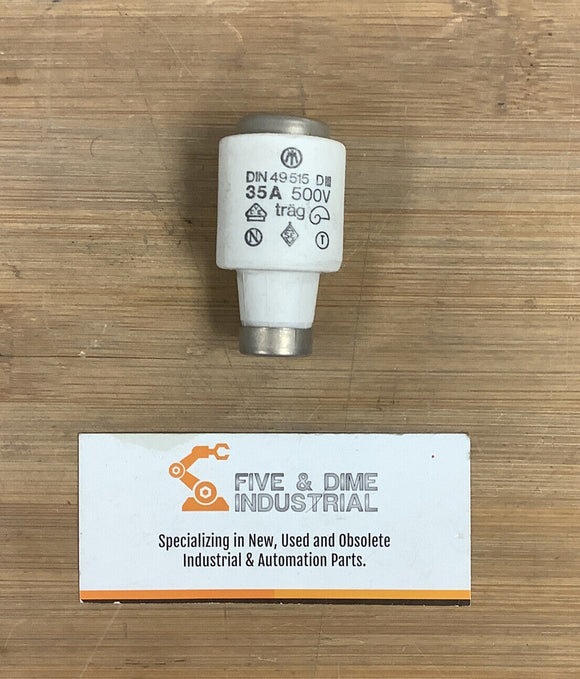 DIN 49515 DIII
35A 500V
träg
N T
FIVE & DIME
INDUSTRIAL
Specializing in New, Used and Obsolete
Industrial & Automation Parts.